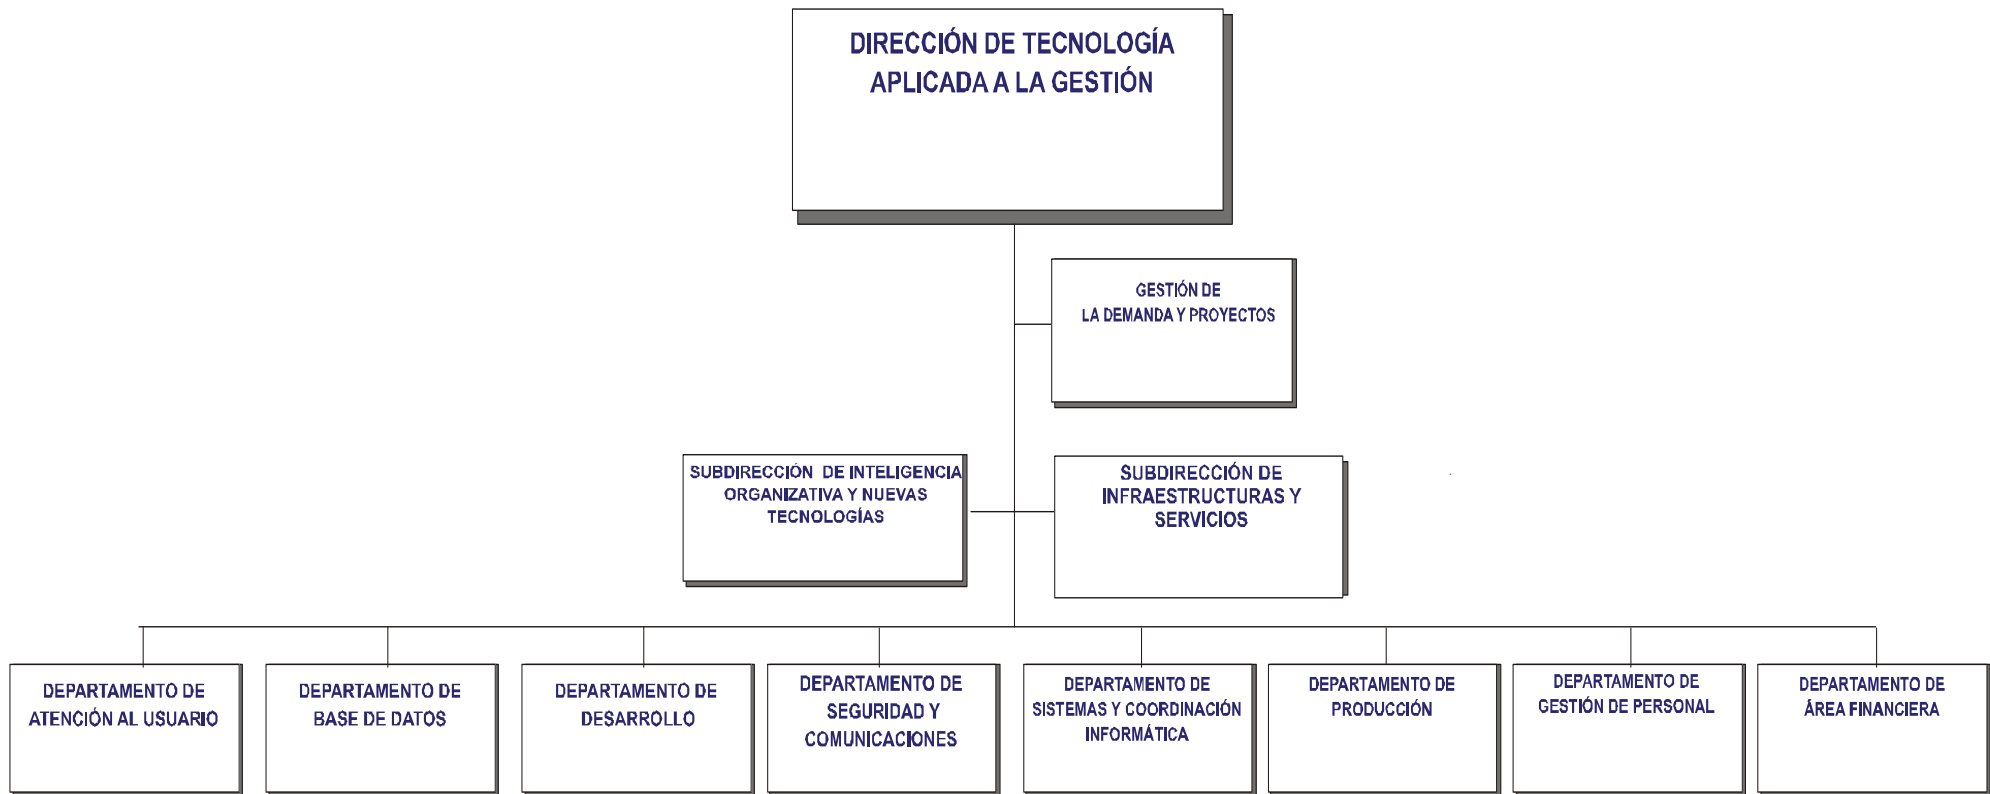 DIRECCIÓN DE TECNOLOGÍA
APLICADA A LA GESTIÓN
GESTIÓN DE
LA DEMANDA Y PROYECTOS
SUBDIRECCIÓN DE INTELIGENCIA
ORGANIZATIVA Y NUEVAS
TECNOLOGÍAS
SUBDIRECCIÓN DE
INFRAESTRUCTURAS Y
SERVICIOS
DEPARTAMENTO DE
ATENCIÓN AL USUARIO
DEPARTAMENTO DE
BASE DE DATOS
DEPARTAMENTO DE
DESARROLLO
DEPARTAMENTO DE
SEGURIDAD Y
COMUNICACIONES
DEPARTAMENTO DE
SISTEMAS Y COORDINACIÓN
INFORMÁTICA
DEPARTAMENTO DE
PRODUCCIÓN
DEPARTAMENTO DE
GESTIÓN DE PERSONAL
DEPARTAMENTO DE
ÁREA FINANCIERA